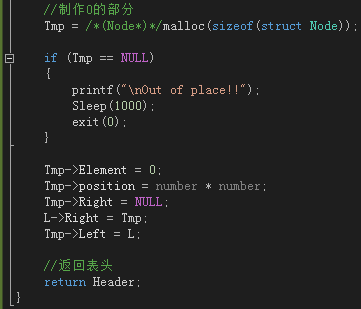 //制作0的部分
Tmp = /*(Node*)*/malloc(sizeof(struct Node));
if (Tmp == NULL)
{
printf("\nOut of place!!");
Sleep(1000);
exit(0);
}
Tmp->Element = 0;
Tmp->position = number * number;
Tmp->Right = NULL;
L->Right = Tmp;
Tmp->Left = L;
//返回表头
return Header;
}